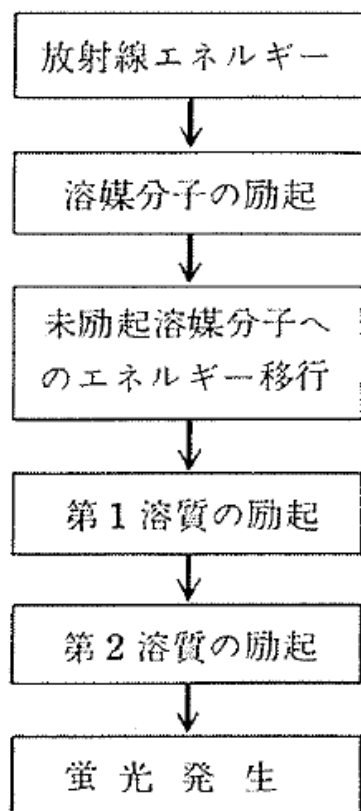 放射線エネルギー
溶媒分子の励起
未励起溶媒分子へ
のエネルギー移行
第1溶質の励起
第2溶質の励起
蛍光発生